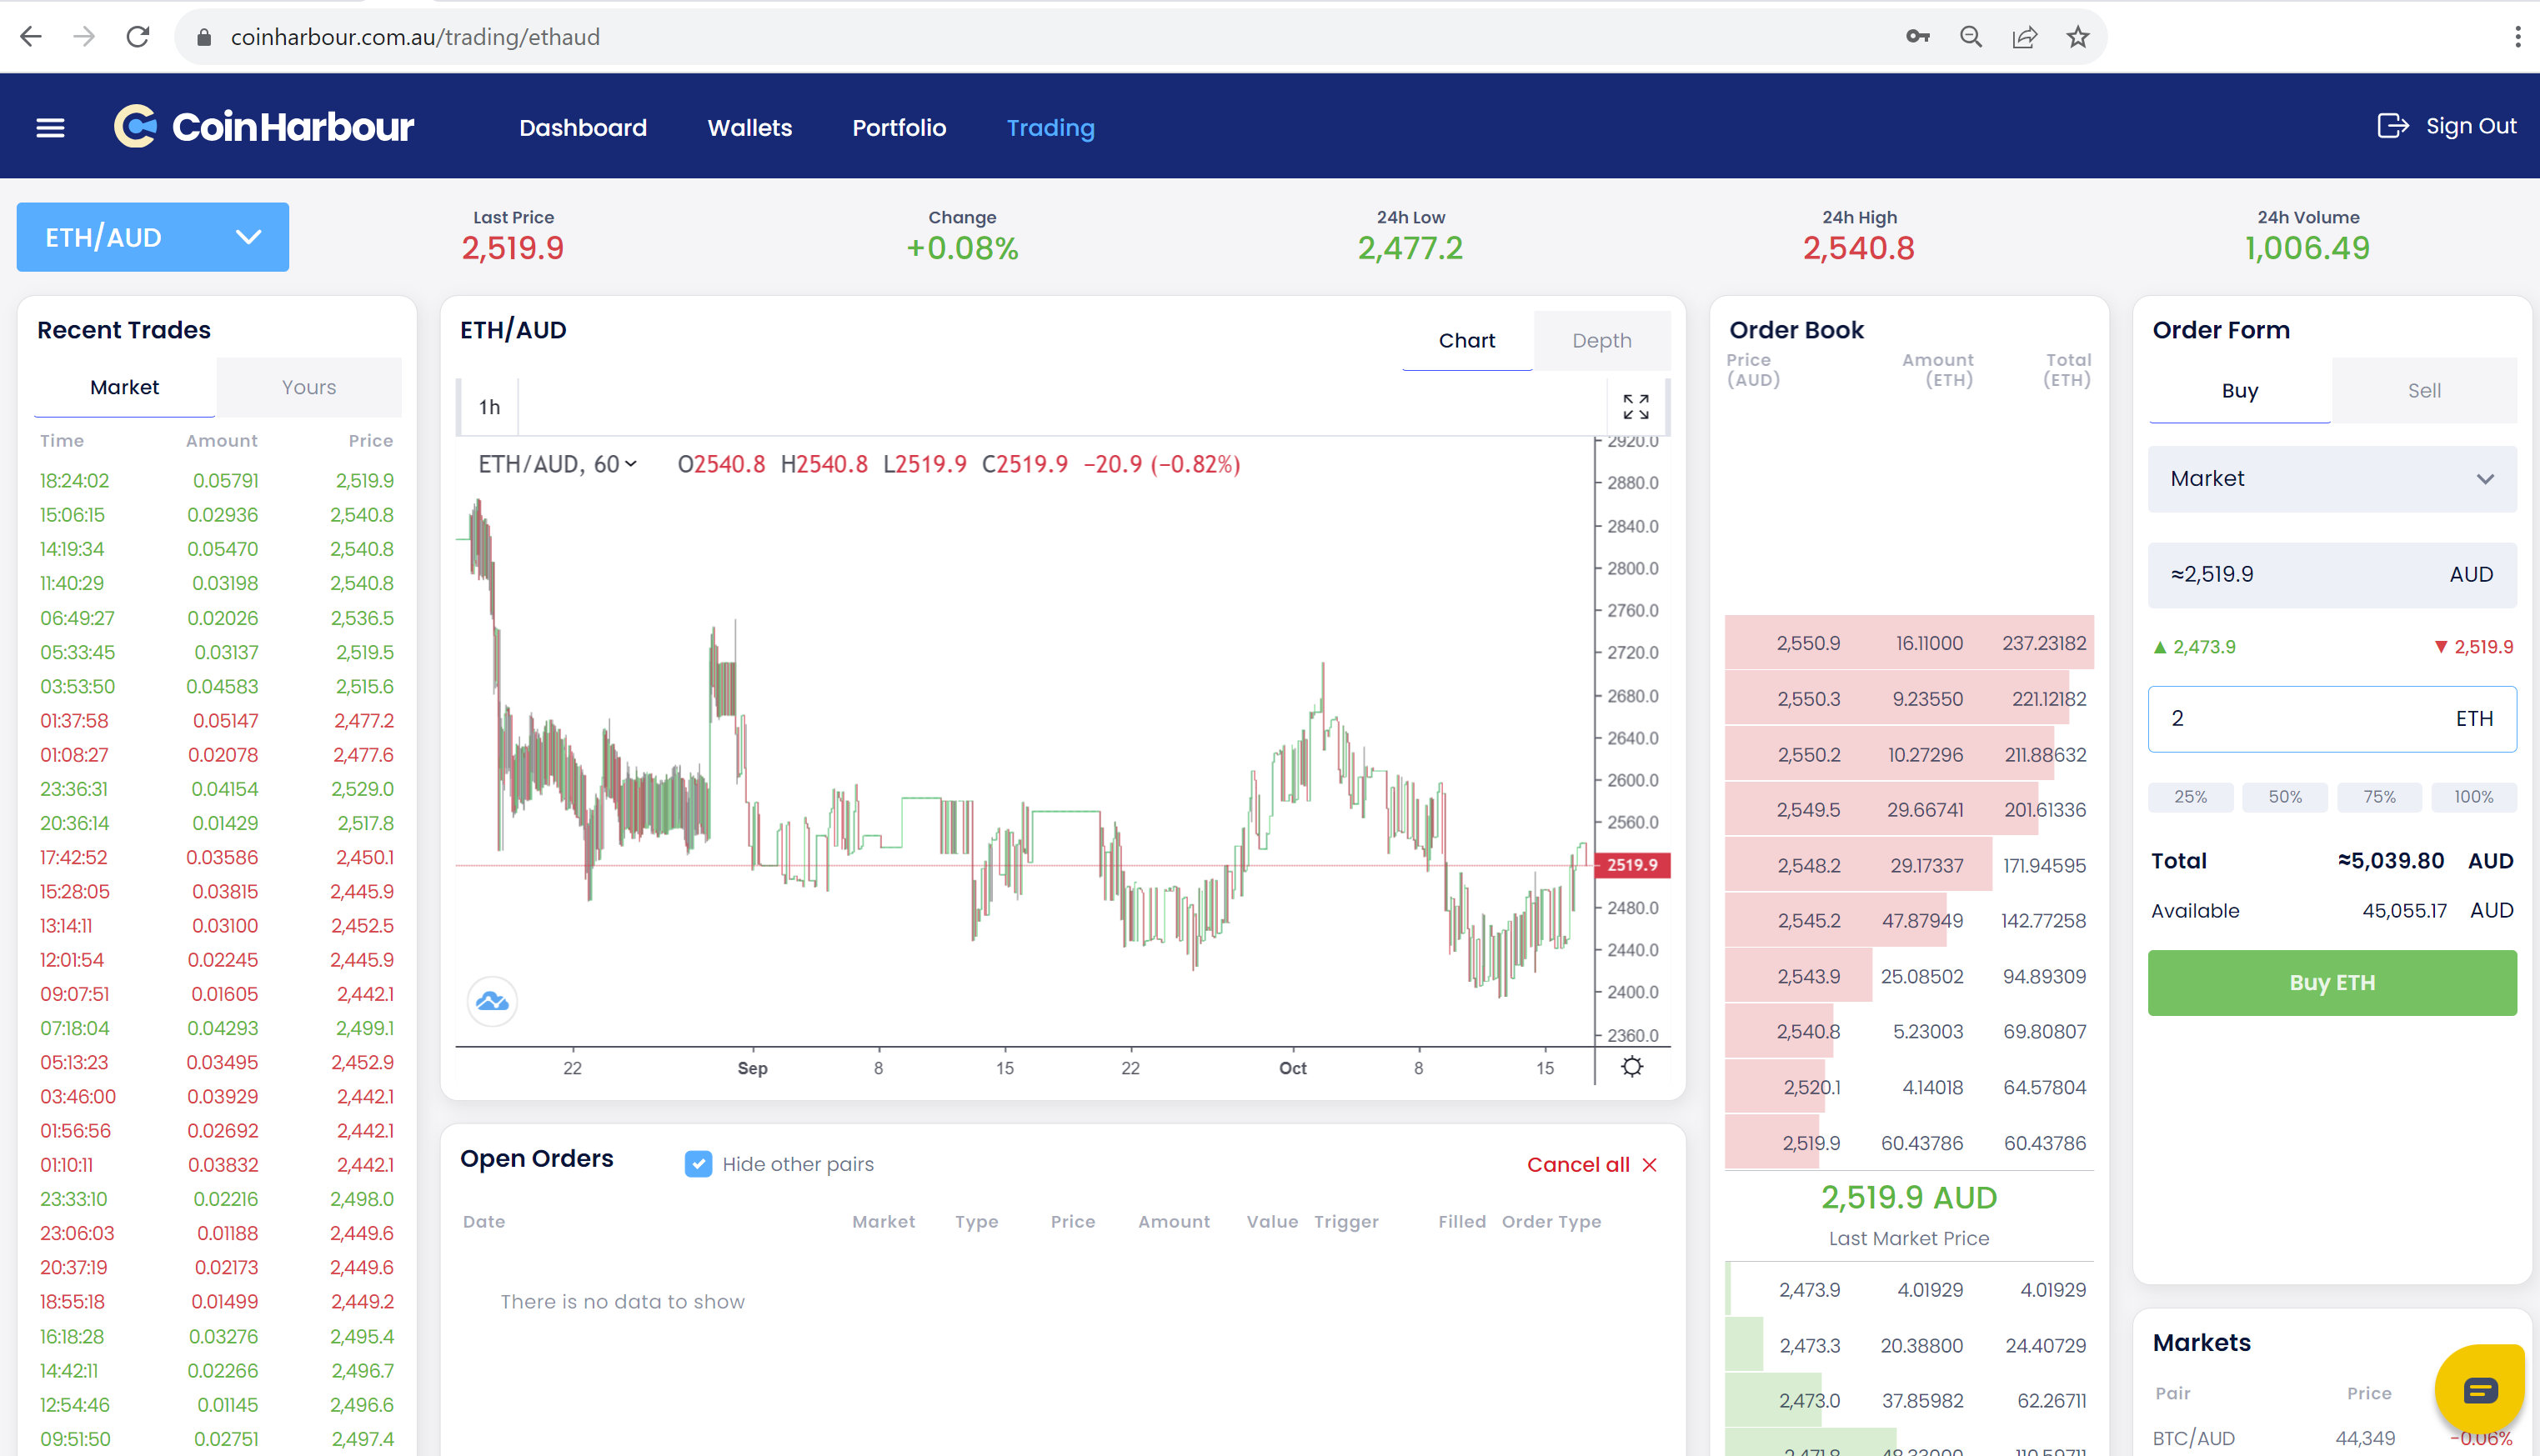 coinharbour.com.au/trading/ethaud
CoinHarbour Dashboard Wallets Portfolio Trading Sign Out
ETH/AUD
Last Price Change 24h Low 24h High 24h Volume
2,519.9 +0.08% 2,477.2 2,540.8 1,006.49
Recent Trades
Market Yours
Time Amount Price
18:24:02 0.05791 2,519.9
15:06:15 0.02936 2,540.8
14:19:34 0.05470 2,540.8
11:40:29 0.03198 2,540.8
06:49:27 0.02026 2,536.5
05:33:45 0.03137 2,519.5
03:53:50 0.04583 2,515.6
01:37:58 0.05147 2,477.2
01:08:27 0.02078 2,477.6
23:36:31 0.04154 2,529.0
20:36:14 0.01429 2,517.8
17:42:52 0.03586 2,450.1
15:28:05 0.03815 2,445.9
13:14:11 0.03100 2,452.5
12:01:54 0.02245 2,445.9
09:07:51 0.01605 2,442.1
07:18:04 0.04293 2,499.1
05:13:23 0.03495 2,452.9
03:46:00 0.03929 2,442.1
01:56:56 0.02692 2,442.1
01:10:11 0.03832 2,442.1
23:33:10 0.02216 2,498.0
23:06:03 0.01188 2,449.6
20:37:19 0.02173 2,449.6
18:55:18 0.01499 2,449.2
16:18:28 0.03276 2,495.4
14:42:11 0.02266 2,496.7
12:54:46 0.01145 2,496.6
09:51:50 0.02751 2,497.4
ETH/AUD
Chart Depth
1h
ETH/AUD, 60 O2540.8 H2540.8 L2519.9 C2519.9 −20.9 (−0.82%)
2920.0
2880.0
2840.0
2800.0
2760.0
2720.0
2680.0
2640.0
2600.0
2560.0
2519.9
2480.0
2440.0
2400.0
2360.0
22 Sep 8 15 22 Oct 8 15
Open Orders Hide other pairs Cancel all
Date Market Type Price Amount Value Trigger Filled Order Type
There is no data to show
Order Book
Price Amount Total
(AUD) (ETH) (ETH)
2,550.9 16.11000 237.23182
2,550.3 9.23550 221.12182
2,550.2 10.27296 211.88632
2,549.5 29.66741 201.61336
2,548.2 29.17337 171.94595
2,545.2 47.87949 142.77258
2,543.9 25.08502 94.89309
2,540.8 5.23003 69.80807
2,520.1 4.14018 64.57804
2,519.9 60.43786 60.43786
2,519.9 AUD
Last Market Price
2,473.9 4.01929 4.01929
2,473.3 20.38800 24.40729
2,473.0 37.85982 62.26711
2,471.8 48.33000 110.59711
Order Form
Buy Sell
Market
≈2,519.9 AUD
▲ 2,473.9 ▼ 2,519.9
2 ETH
25% 50% 75% 100%
Total ≈5,039.80 AUD
Available 45,055.17 AUD
Buy ETH
Markets
Pair Price
BTC/AUD 44,349 -0.06%